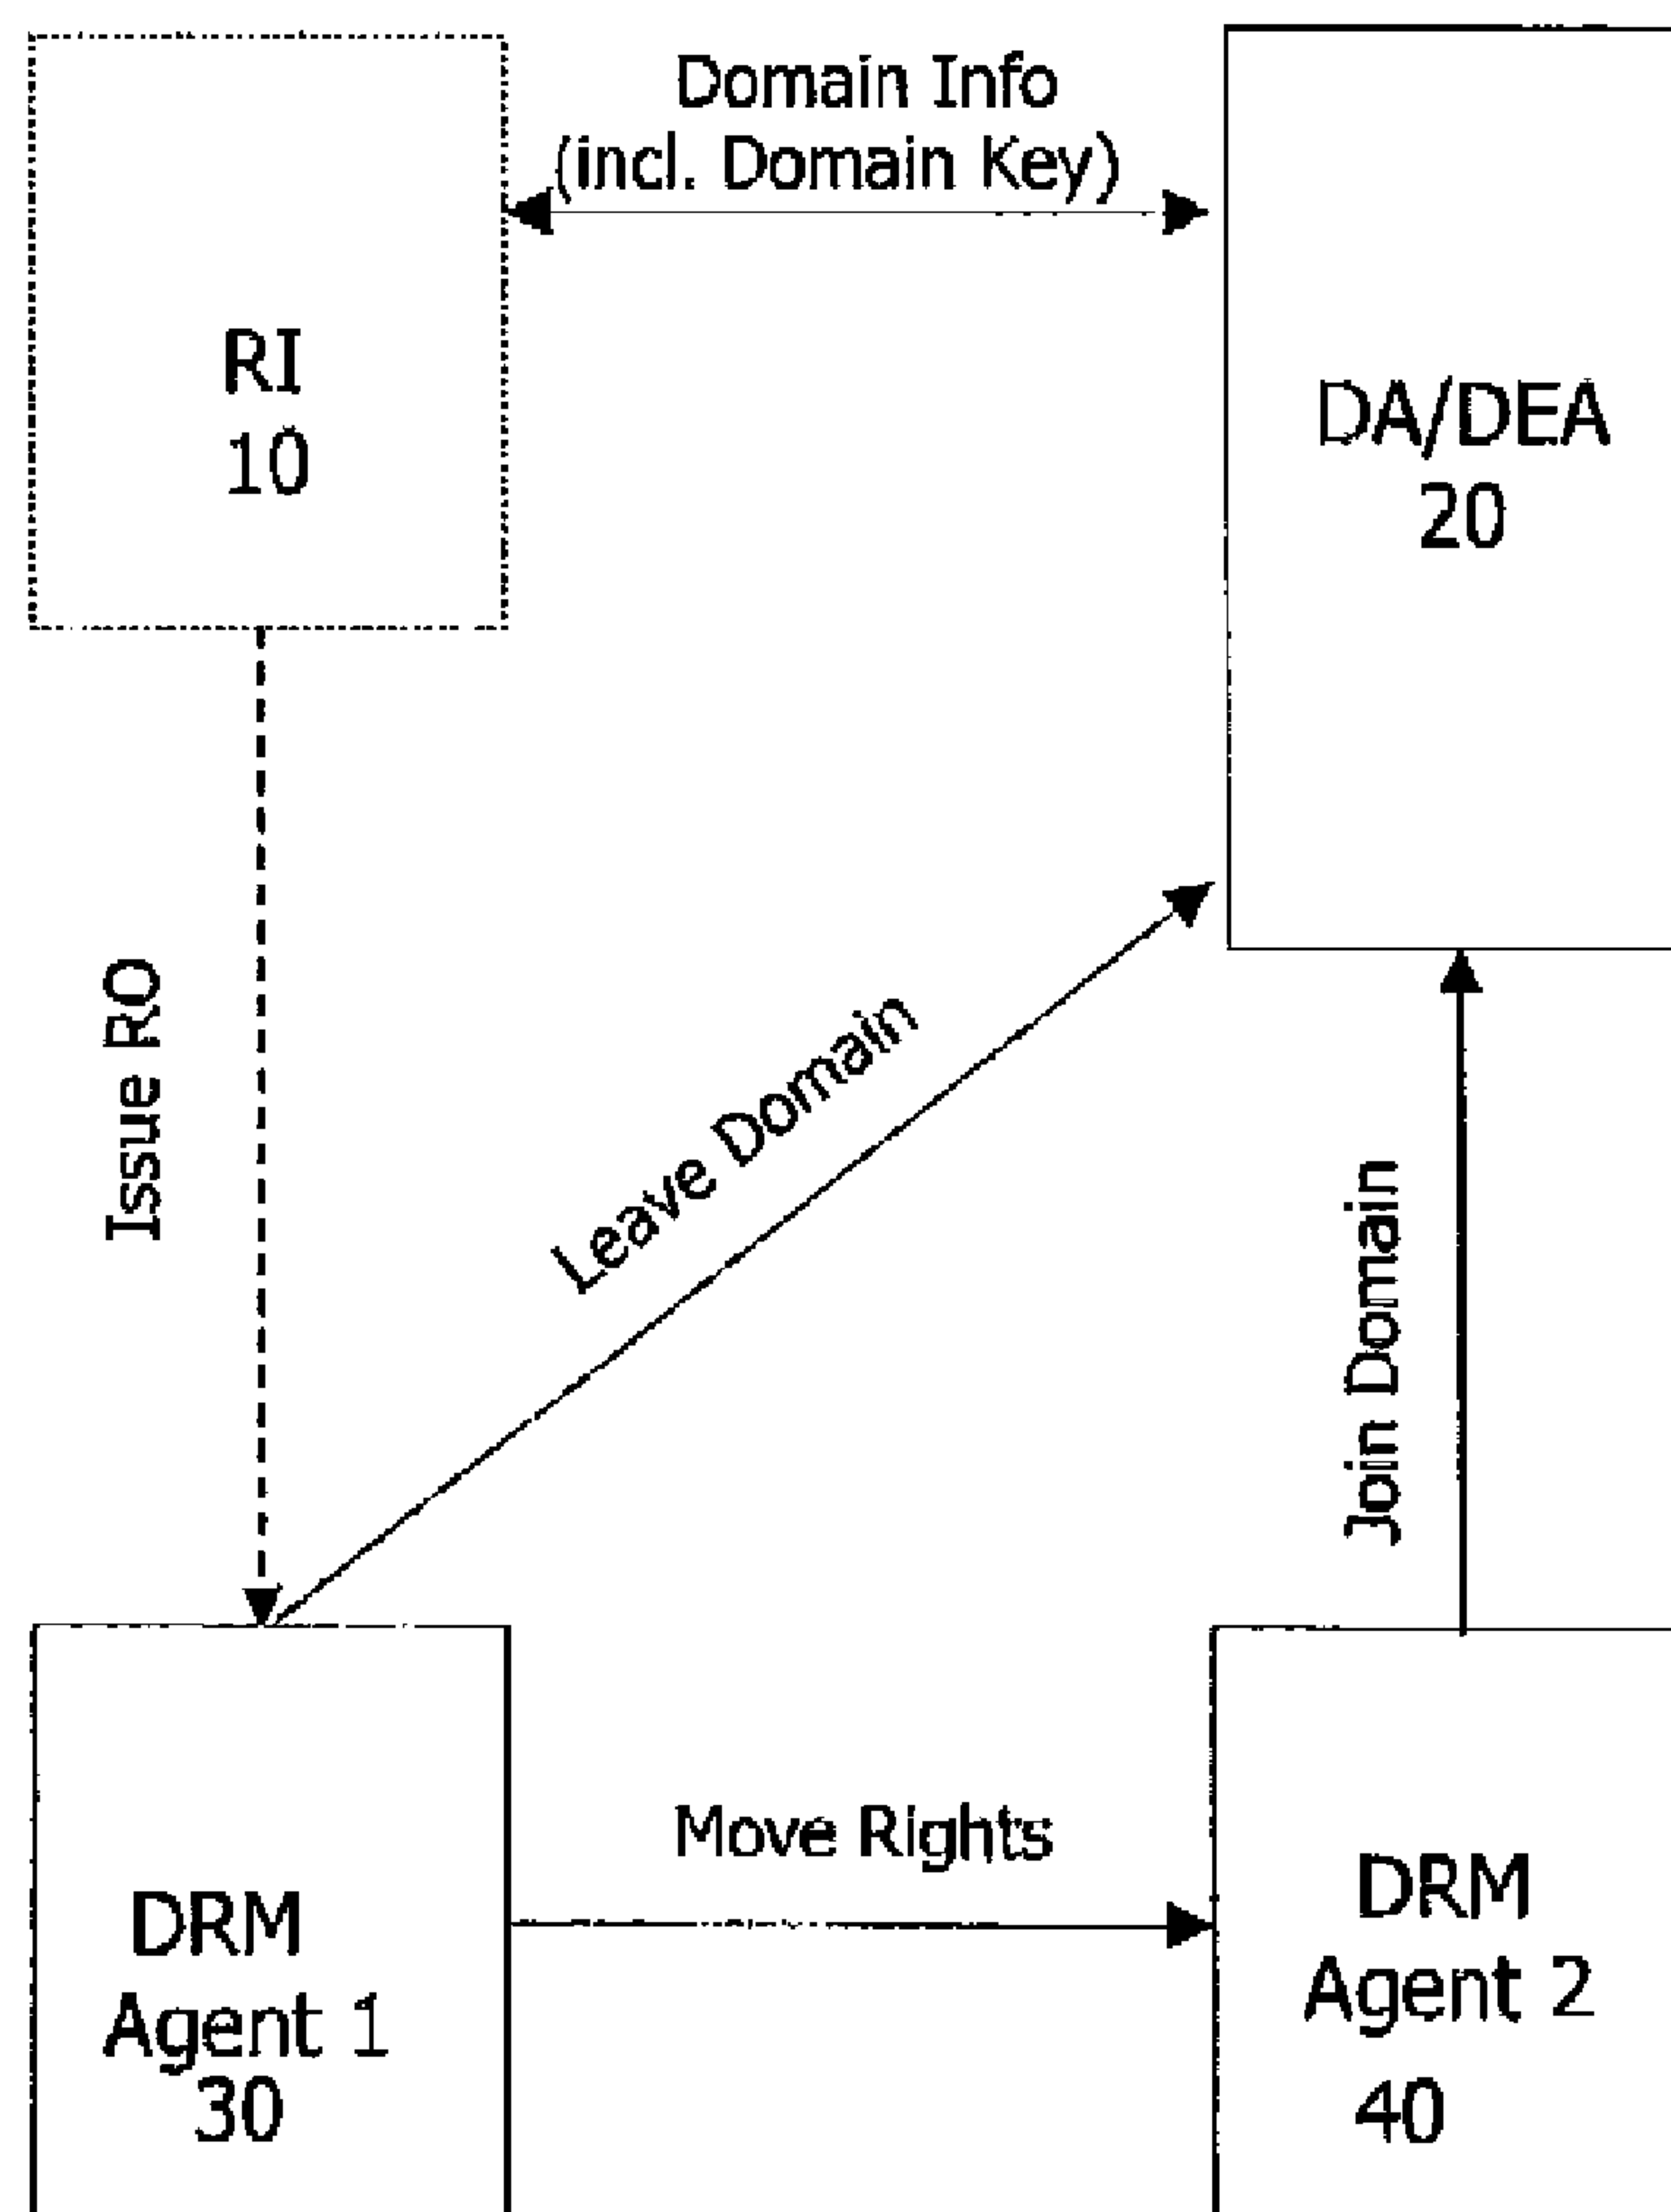 Domain Info
(incl. Domain Key)
RI
10
DA/DEA
20
Issue RO
Leave Domain
Join Domain
Move Rights
DRM
Agent 1
30
DRM
Agent 2
40